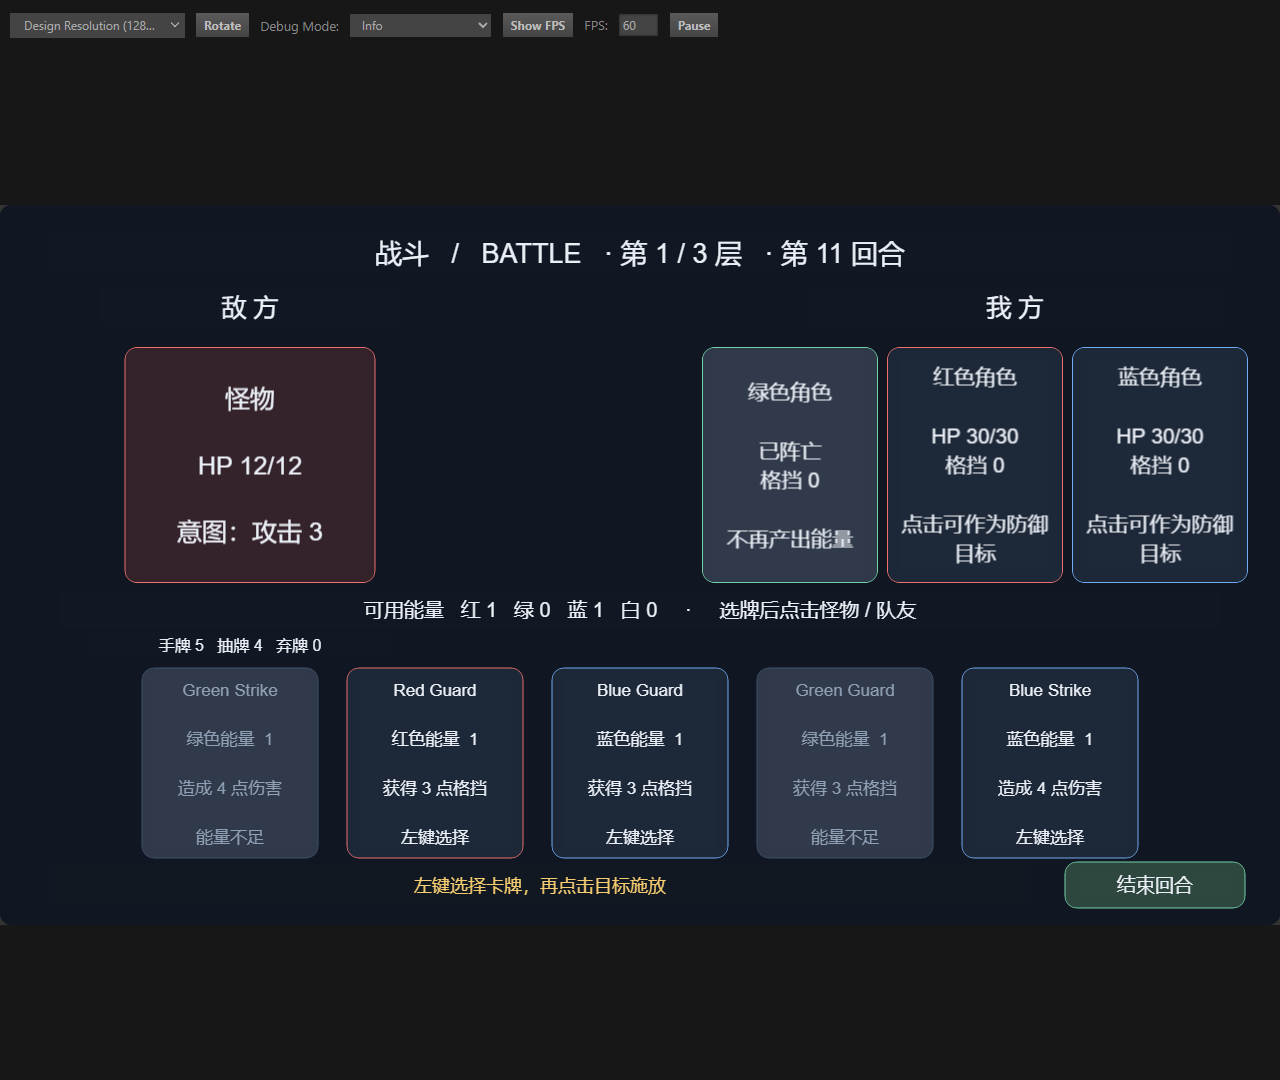 Design Resolution (128... Rotate Debug Mode: Info Show FPS FPS: 60 Pause
战斗 / BATTLE · 第 1 / 3 层 · 第 11 回合
敌 方
我 方
怪物
HP 12/12
意图：攻击 3
绿色角色
已阵亡
格挡 0
不再产出能量
红色角色
HP 30/30
格挡 0
点击可作为防御
目标
蓝色角色
HP 30/30
格挡 0
点击可作为防御
目标
可用能量 红 1 绿 0 蓝 1 白 0 · 选牌后点击怪物 / 队友
手牌 5 抽牌 4 弃牌 0
Green Strike
绿色能量 1
造成 4 点伤害
能量不足
Red Guard
红色能量 1
获得 3 点格挡
左键选择
Blue Guard
蓝色能量 1
获得 3 点格挡
左键选择
Green Guard
绿色能量 1
获得 3 点格挡
能量不足
Blue Strike
蓝色能量 1
造成 4 点伤害
左键选择
左键选择卡牌，再点击目标施放
结束回合